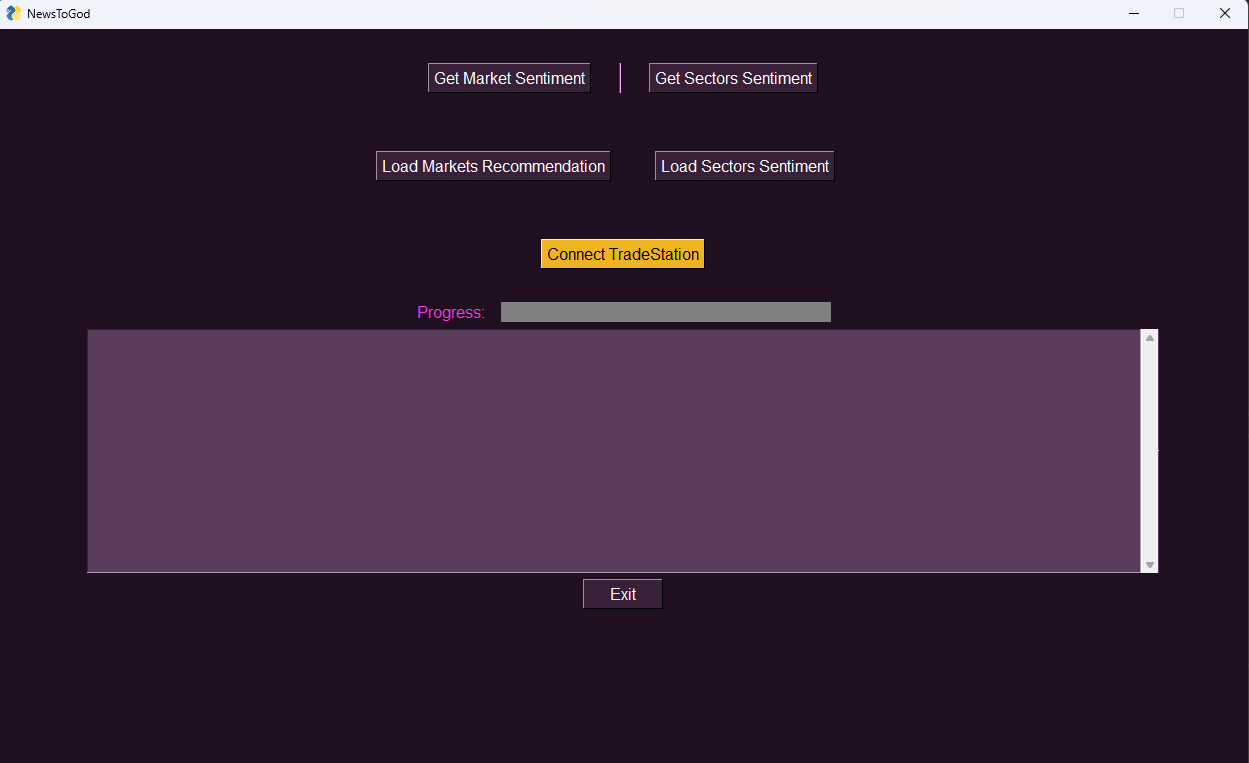 NewsToGod
Get Market Sentiment Get Sectors Sentiment
Load Markets Recommendation Load Sectors Sentiment
Connect TradeStation
Progress:
Exit